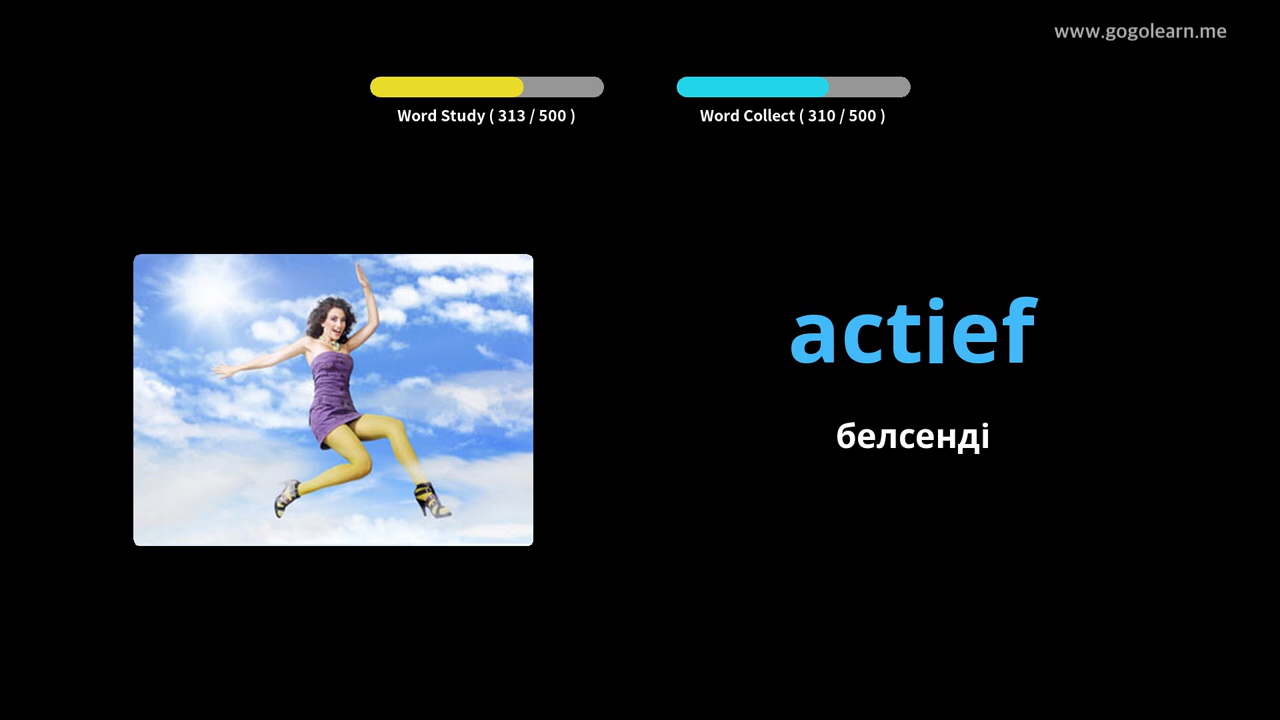 www.gogolearn.me
Word Study ( 313 / 500 )
Word Collect ( 310 / 500 )
actief
белсенді